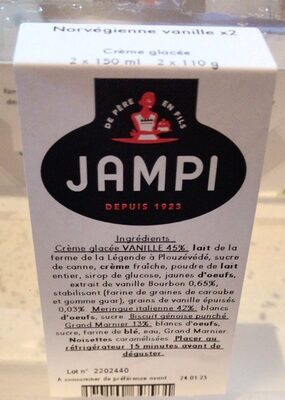 Norvégienne vanille x2
Crème glacée
2 x 150 ml 2 x 110 g
DE PÈRE EN FILS
JAMPI
DEPUIS 1923
Ingrédients :
Crème glacée VANILLE 45%: lait de la
ferme de la Légende à Plouzévédé, sucre
de canne, crème fraîche, poudre de lait
entier, sirop de glucose, jaunes d'oeufs,
extrait de vanille Bourbon 0,65%,
stabilisant (farine de graines de caroube
et gomme guar), grains de vanille épuisés
0,03% Meringue italienne 42%: blancs
d'oeufs, sucre. Biscuit génoise punché
Grand Marnier 13%: blancs d'oeufs,
sucre, farine de blé, eau, Grand Marnier.
Noisettes caramélisées. Placer au
réfrigérateur 15 minutes avant de
déguster.
Lot n° 2202440
A consommer de préférence avant : 24.01.23